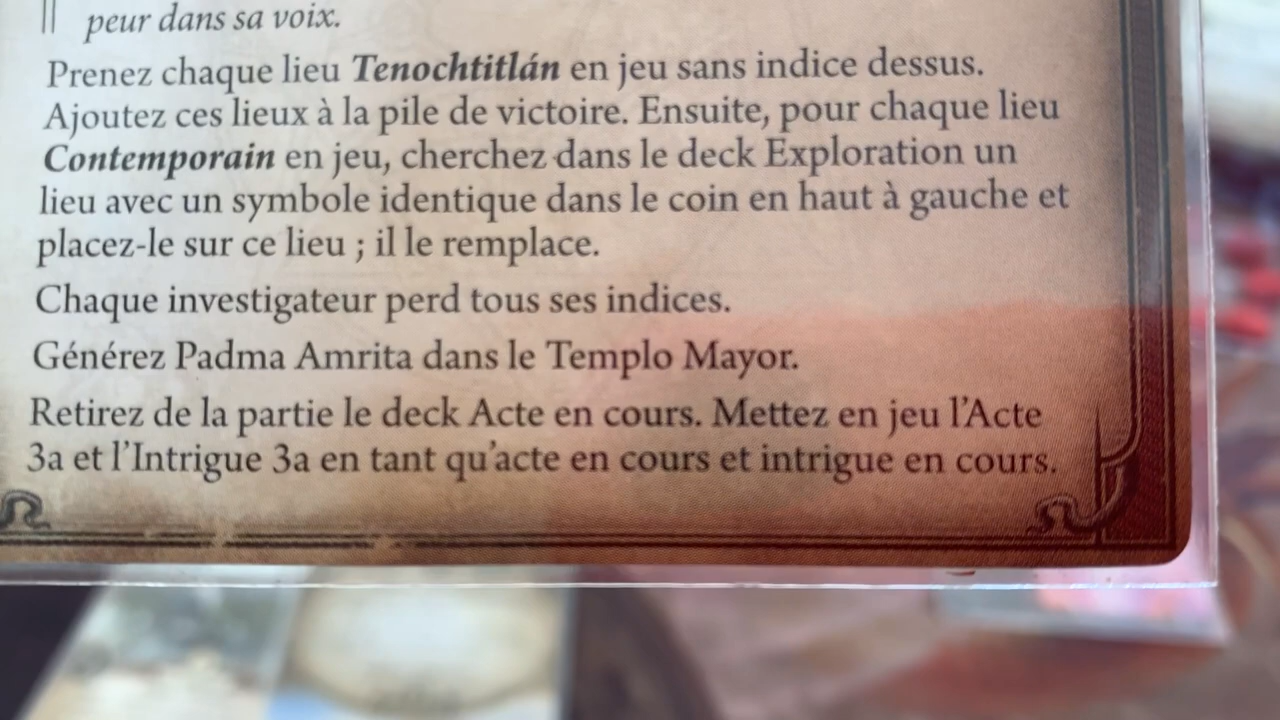 peur dans sa voix.
Prenez chaque lieu Tenochtitlán en jeu sans indice dessus.
Ajoutez ces lieux à la pile de victoire. Ensuite, pour chaque lieu
Contemporain en jeu, cherchez dans le deck Exploration un
lieu avec un symbole identique dans le coin en haut à gauche et
placez-le sur ce lieu ; il le remplace.
Chaque investigateur perd tous ses indices.
Générez Padma Amrita dans le Templo Mayor.
Retirez de la partie le deck Acte en cours. Mettez en jeu l'Acte
3a et l'Intrigue 3a en tant qu'acte en cours et intrigue en cours.